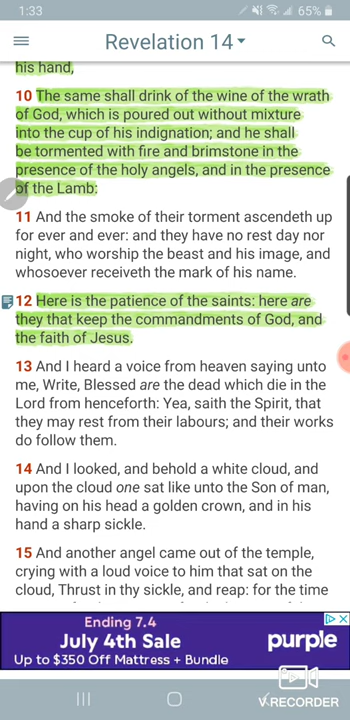 1:33
65%
Revelation 14
his hand,
10 The same shall drink of the wine of the wrath
of God, which is poured out without mixture
into the cup of his indignation; and he shall
be tormented with fire and brimstone in the
presence of the holy angels, and in the presence
of the Lamb:
11 And the smoke of their torment ascendeth up
for ever and ever: and they have no rest day nor
night, who worship the beast and his image, and
whosoever receiveth the mark of his name.
12 Here is the patience of the saints: here are
they that keep the commandments of God, and
the faith of Jesus.
13 And I heard a voice from heaven saying unto
me, Write, Blessed are the dead which die in the
Lord from henceforth: Yea, saith the Spirit, that
they may rest from their labours; and their works
do follow them.
14 And I looked, and behold a white cloud, and
upon the cloud one sat like unto the Son of man,
having on his head a golden crown, and in his
hand a sharp sickle.
15 And another angel came out of the temple,
crying with a loud voice to him that sat on the
cloud, Thrust in thy sickle, and reap: for the time
Ending 7.4
July 4th Sale
Up to $350 Off Mattress + Bundle
purple
V.RECORDER